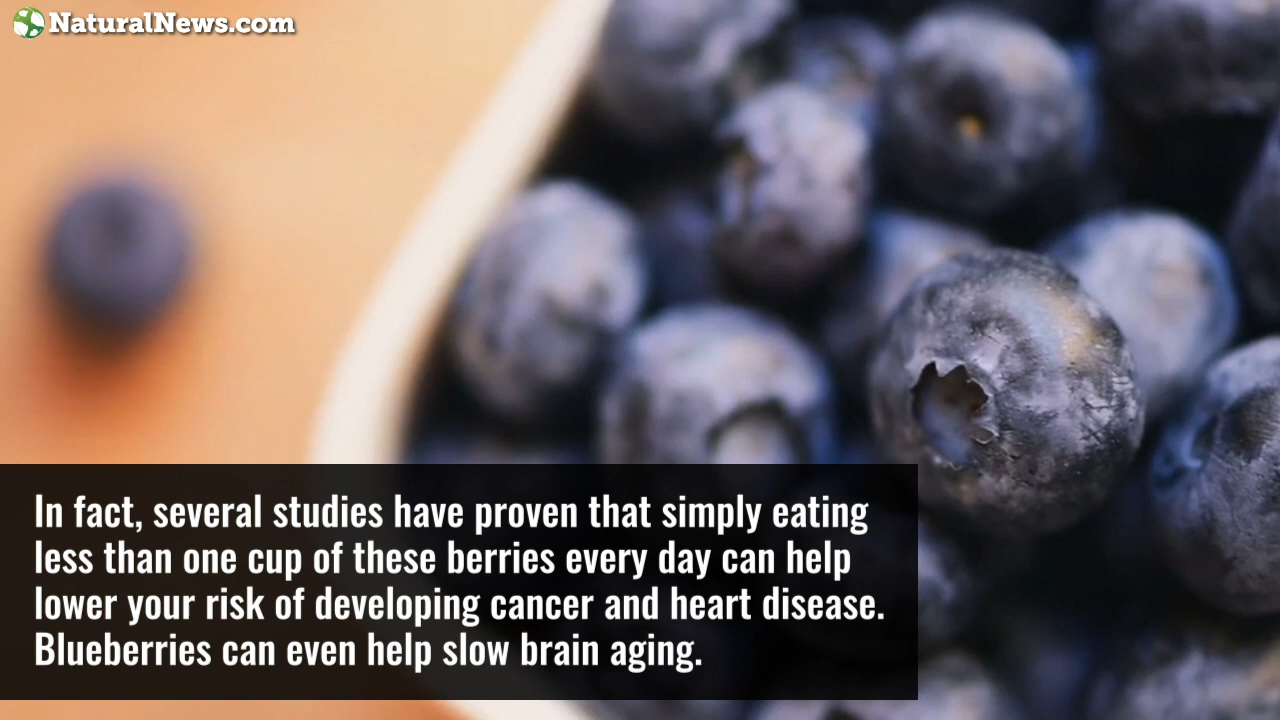 NaturalNews.com
In fact, several studies have proven that simply eating
less than one cup of these berries every day can help
lower your risk of developing cancer and heart disease.
Blueberries can even help slow brain aging.